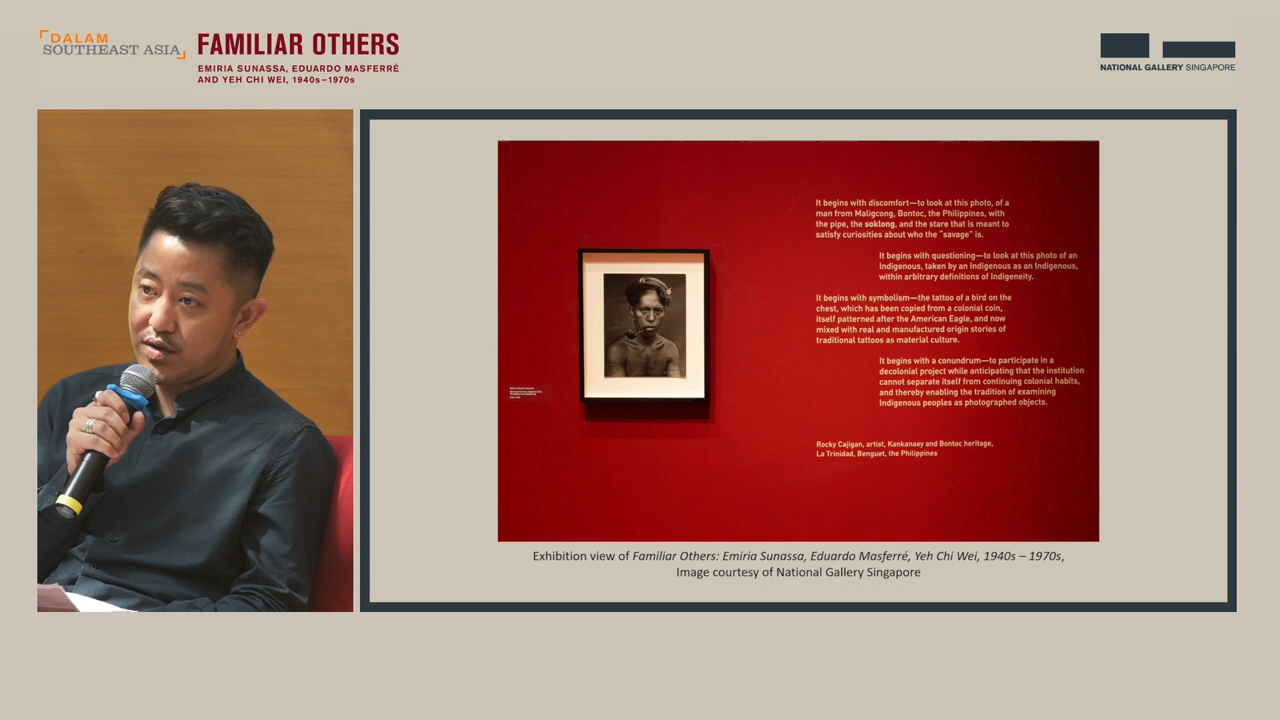 DALAM
SOUTHEAST ASIA
FAMILIAR OTHERS
EMIRIA SUNASSA, EDUARDO MASFERRÉ
AND YEH CHI WEI, 1940s–1970s
NATIONAL GALLERY SINGAPORE
It begins with discomfort—to look at this photo, of a
man from Maligcong, Bontoc, the Philippines, with
the pipe, the soklong, and the stare that is meant to
satisfy curiosities about who the “savage” is.
It begins with questioning—to look at this photo of an
Indigenous, taken by an Indigenous as an Indigenous,
within arbitrary definitions of Indigeneity.
It begins with symbolism—the tattoo of a bird on the
chest, which has been copied from a colonial coin,
itself patterned after the American Eagle, and now
mixed with real and manufactured origin stories of
traditional tattoos as material culture.
It begins with a conundrum—to participate in a
decolonial project while anticipating that the institution
cannot separate itself from continuing colonial habits,
and thereby enabling the tradition of examining
Indigenous peoples as photographed objects.
Rocky Cajigan, artist, Kankanaey and Bontoc heritage,
La Trinidad, Benguet, the Philippines
Exhibition view of Familiar Others: Emiria Sunassa, Eduardo Masferré, Yeh Chi Wei, 1940s – 1970s,
Image courtesy of National Gallery Singapore